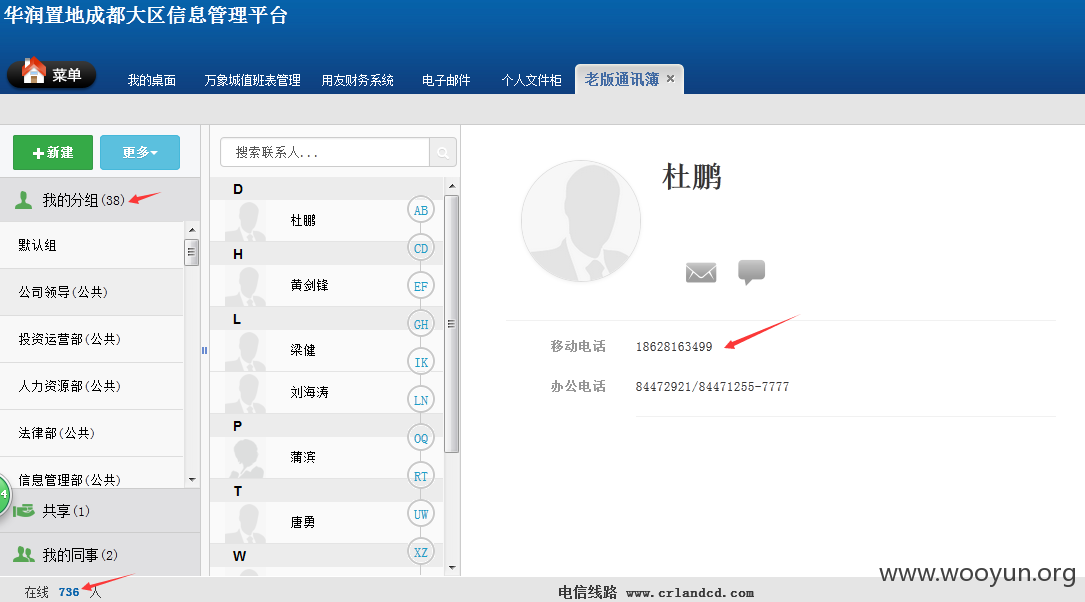 华润置地成都大区信息管理平台
菜单
我的桌面 万象城值班表管理 用友财务系统 电子邮件 个人文件柜 老版通讯簿 ×
+新建 更多
搜索联系人...
我的分组(38)
默认组
公司领导(公共)
投资运营部(公共)
人力资源部(公共)
法律部(公共)
信息管理部(公共)
4
共享(1)
我的同事(2)
D
杜鹏
H
黄剑锋
L
梁健
刘海涛
P
蒲滨
T
唐勇
W
AB
CD
EF
GH
IK
LN
OQ
RT
UW
XZ
杜鹏
移动电话 18628163499
办公电话 84472921/84471255-7777
www.wooyun.org
在线 736 人
电信线路 www.crlandcd.com